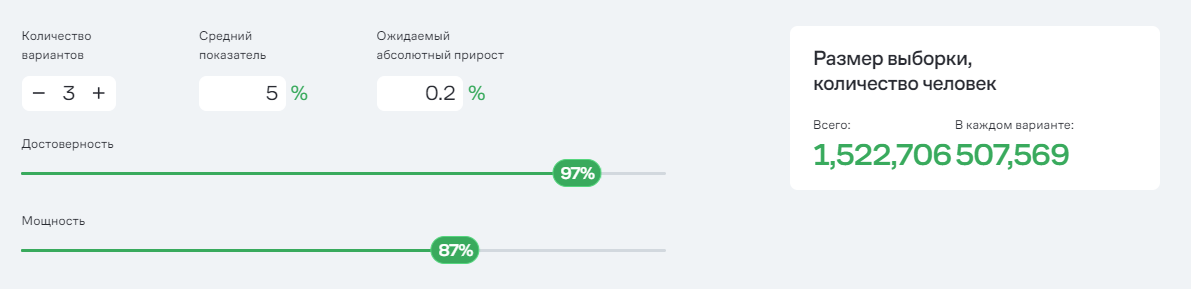 Количество
вариантов
− 3 +
Средний
показатель
5 %
Ожидаемый
абсолютный прирост
0.2 %
Достоверность
97%
Мощность
87%
Размер выборки,
количество человек
Всего:
1,522,706
В каждом варианте:
507,569